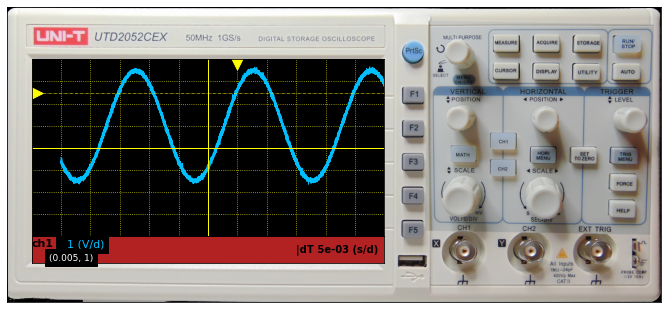 UNI-T UTD2052CEX 50MHz 1GS/s DIGITAL STORAGE OSCILLOSCOPE
ch1 1 (V/d)
(0.005, 1)
|dT 5e-03 (s/d)
PrtSc
F1
F2
F3
F4
F5
MULTI PURPOSE
SELECT
MEASURE ACQUIRE STORAGE RUN/STOP
CURSOR DISPLAY UTILITY AUTO
VERTICAL HORIZONTAL TRIGGER
POSITION POSITION LEVEL
CH1
MATH HORI MENU SET TO ZERO TRIG MENU
CH2
SCALE SCALE FORCE
HELP
VOLTS/DIV
CH1 CH2 EXT TRIG
X Y
All Inputs
CAT II